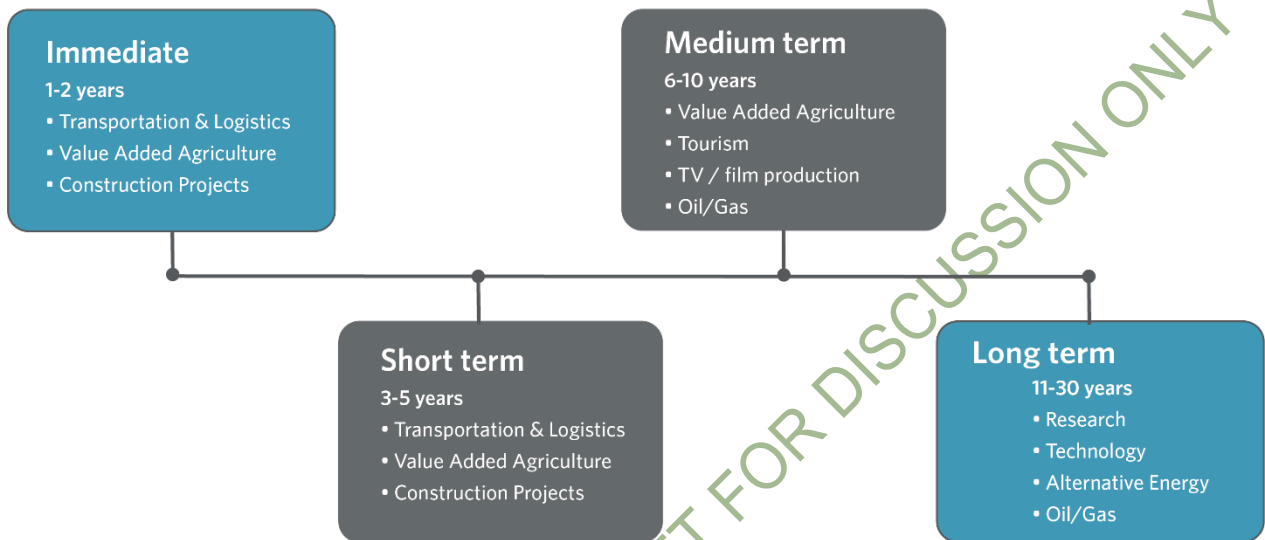 Immediate
1-2 years
• Transportation & Logistics
• Value Added Agriculture
• Construction Projects
Short term
3-5 years
• Transportation & Logistics
• Value Added Agriculture
• Construction Projects
Medium term
6-10 years
• Value Added Agriculture
• Tourism
• TV / film production
• Oil/Gas
Long term
11-30 years
• Research
• Technology
• Alternative Energy
• Oil/Gas
FOR DISCUSSION ONLY